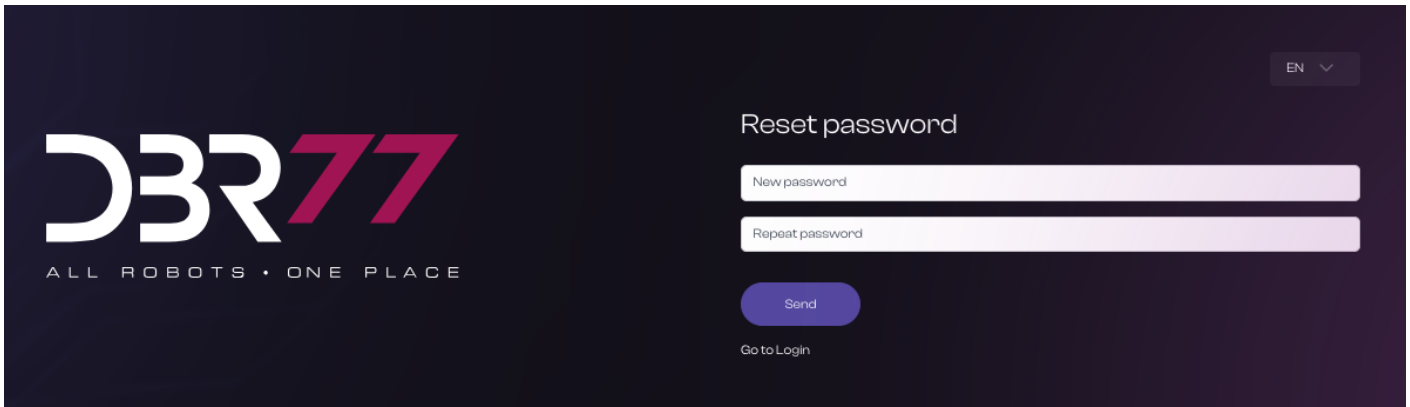 EN
DBR77
ALL ROBOTS • ONE PLACE
Reset password
New password
Repeat password
Send
Go to Login